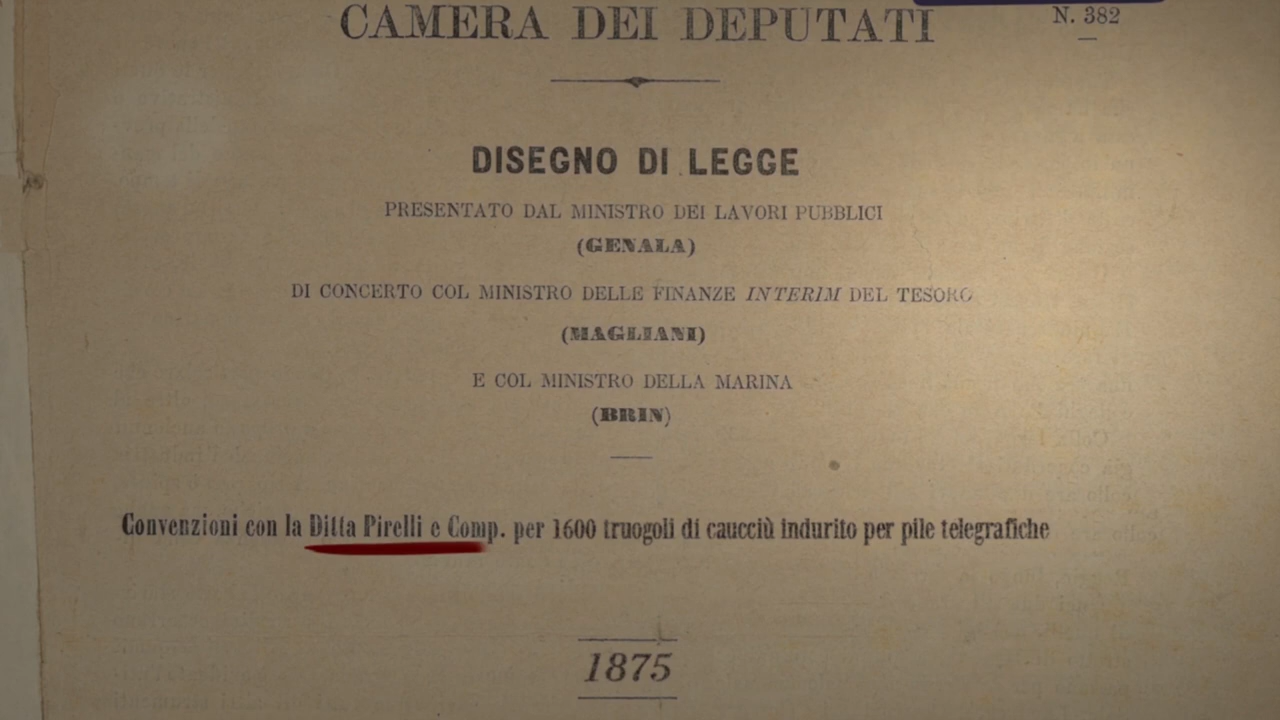 CAMERA DEI DEPUTATI
N. 382
DISEGNO DI LEGGE
PRESENTATO DAL MINISTRO DEI LAVORI PUBBLICI
(GENALA)
DI CONCERTO COL MINISTRO DELLE FINANZE INTERIM DEL TESORO
(MAGLIANI)
E COL MINISTRO DELLA MARINA
(BRIN)
Convenzioni con la Ditta Pirelli e Comp. per 1600 truogoli di caucciù indurito per pile telegrafiche
1875